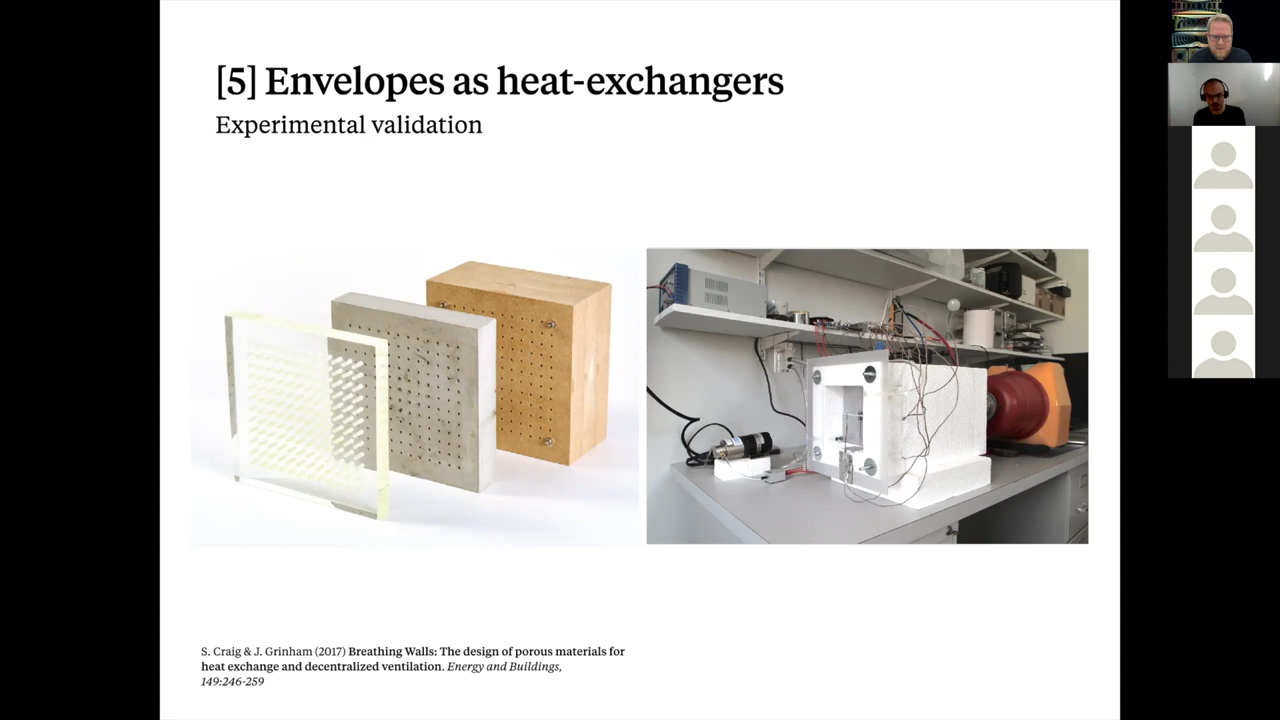 [5] Envelopes as heat-exchangers
Experimental validation
S. Craig & J. Grinham (2017) Breathing Walls: The design of porous materials for
heat exchange and decentralized ventilation. Energy and Buildings,
149:246-259